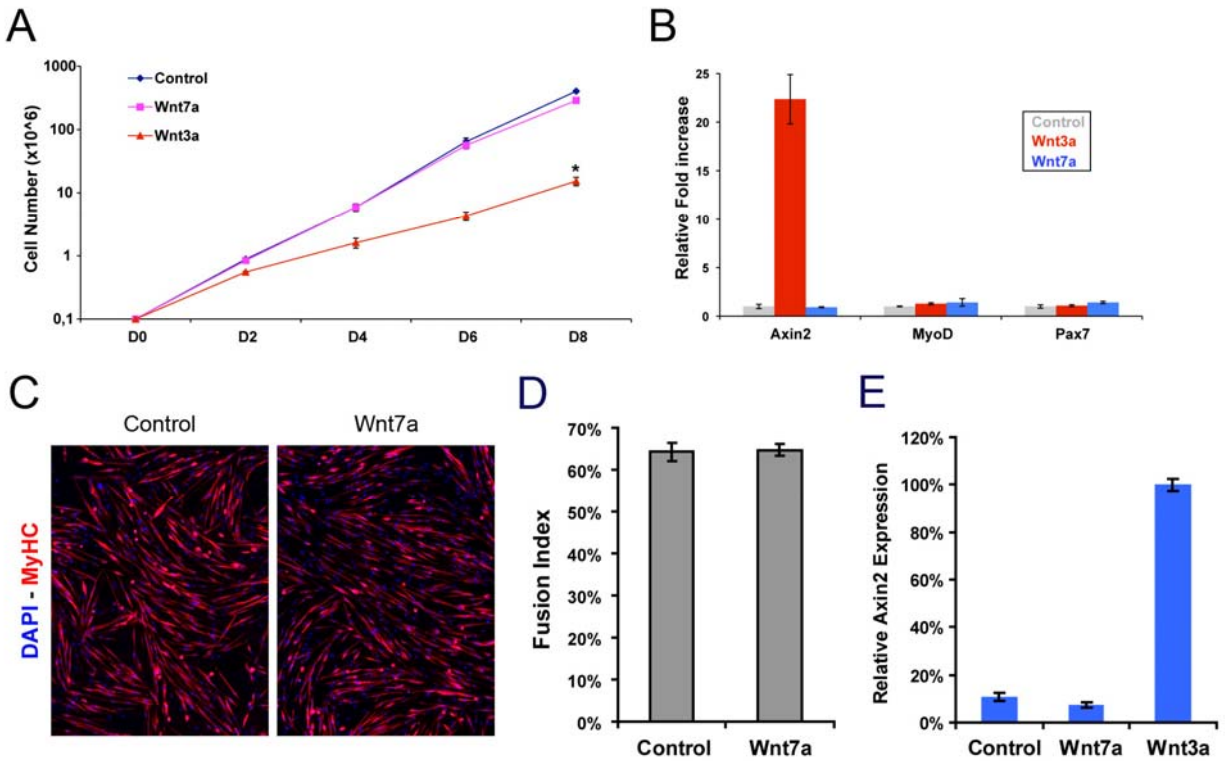 A
Cell Number (x10^6)
1000
100
10
1
0,1
D0 D2 D4 D6 D8
Control
Wnt7a
Wnt3a
*
B
Relative Fold increase
25
20
15
10
5
0
Axin2 MyoD Pax7
Control
Wnt3a
Wnt7a
C
Control Wnt7a
DAPI - MyHC
D
Fusion Index
70%
60%
50%
40%
30%
20%
10%
0%
Control Wnt7a
E
Relative Axin2 Expression
120%
100%
80%
60%
40%
20%
0%
Control Wnt7a Wnt3a